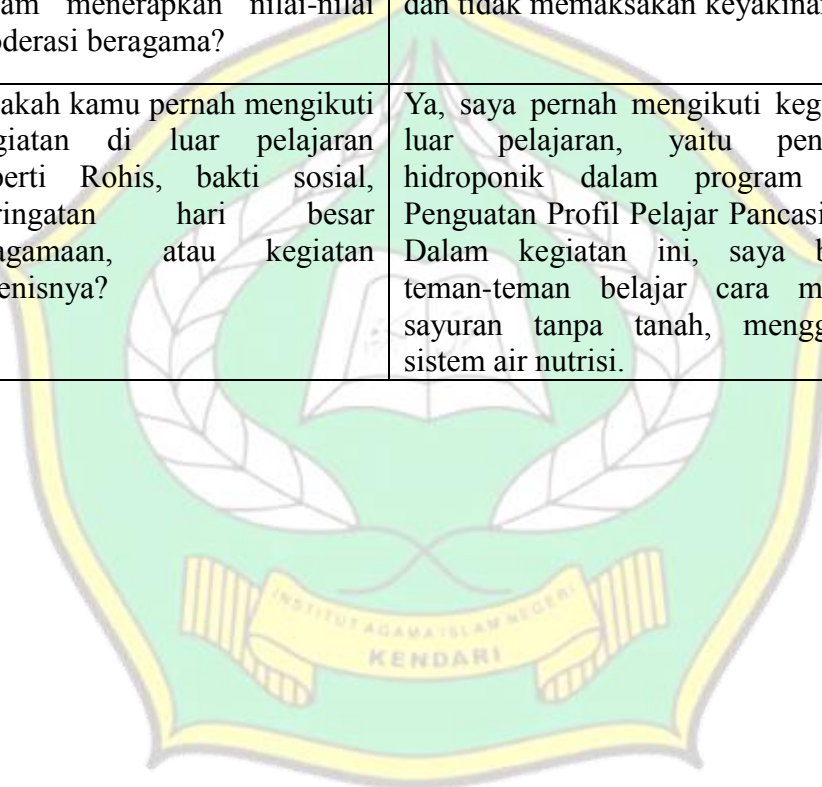 am menerapkan nilai-nilai
oderasi beragama?
dan tidak memaksakan keyakinan
akah kamu pernah mengikuti
giatan di luar pelajaran
perti Rohis, bakti sosial,
ringatan hari besar
agamaan, atau kegiatan
enisnya?
Ya, saya pernah mengikuti keg
luar pelajaran, yaitu pen
hidroponik dalam program
Penguatan Profil Pelajar Pancasi
Dalam kegiatan ini, saya b
teman-teman belajar cara m
sayuran tanpa tanah, mengg
sistem air nutrisi.
INSTITUT AGAMA ISLAM NEGERI
KENDARI